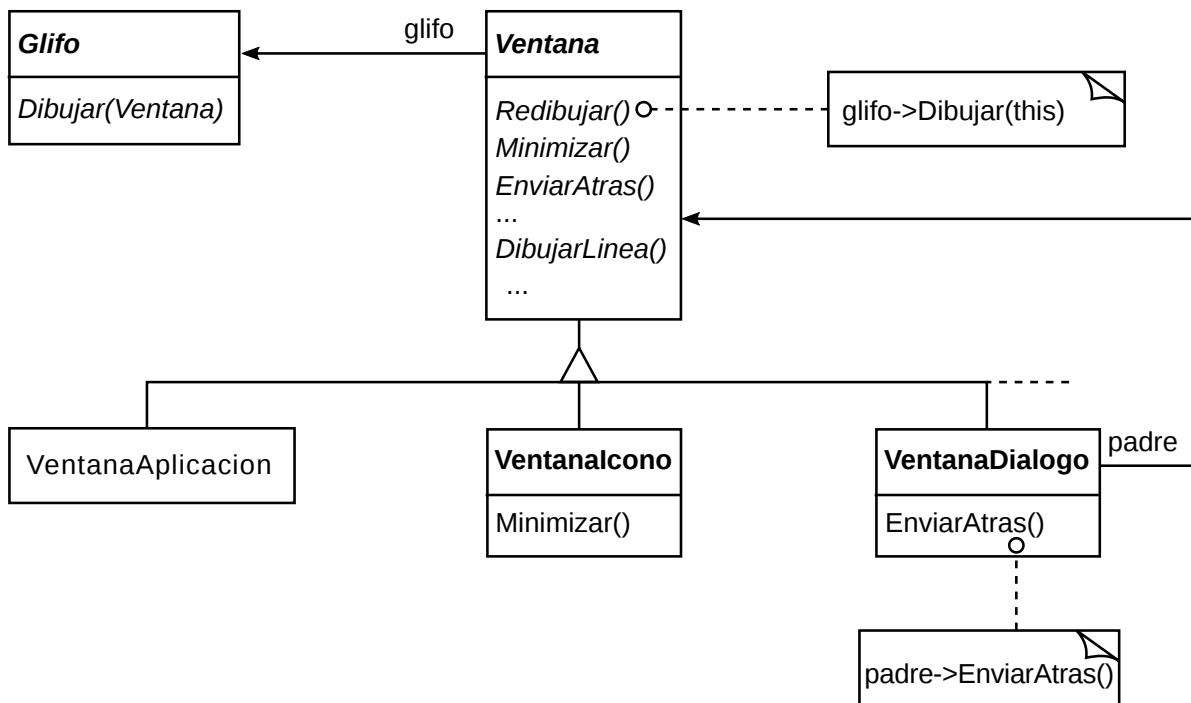 Glifo
Dibujar(Ventana)
glifo
Ventana
Redibujar()
Minimizar()
EnviarAtras()
...
DibujarLinea()
...
glifo->Dibujar(this)
VentanaAplicacion
VentanaIcono
Minimizar()
VentanaDialogo
EnviarAtras()
padre
padre->EnviarAtras()